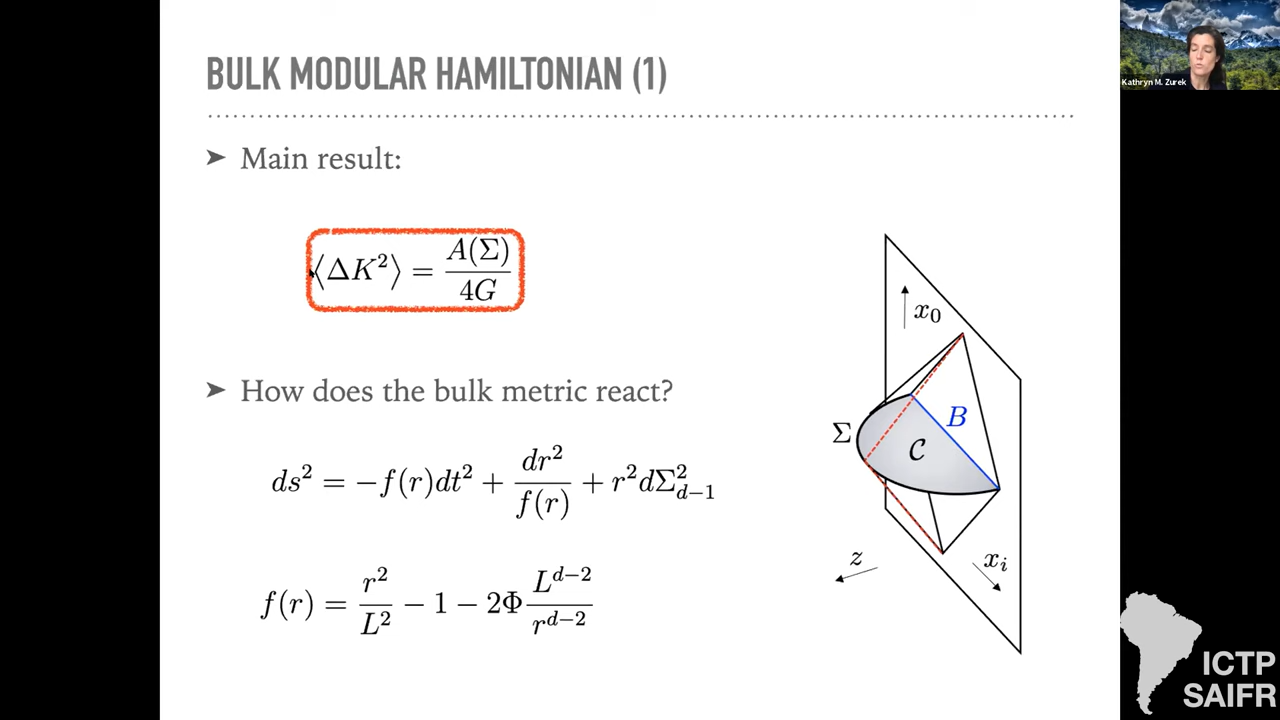 BULK MODULAR HAMILTONIAN (1)
➤ Main result:
⟨ΔK²⟩ = A(Σ)/4G
➤ How does the bulk metric react?
ds² = −f(r)dt² + dr²/f(r) + r²dΣ²_{d−1}
f(r) = r²/L² − 1 − 2Φ L^{d−2}/r^{d−2}
x₀
B
Σ
C
z
x_i
Kathryn M. Zurek
ICTP
SAIFR